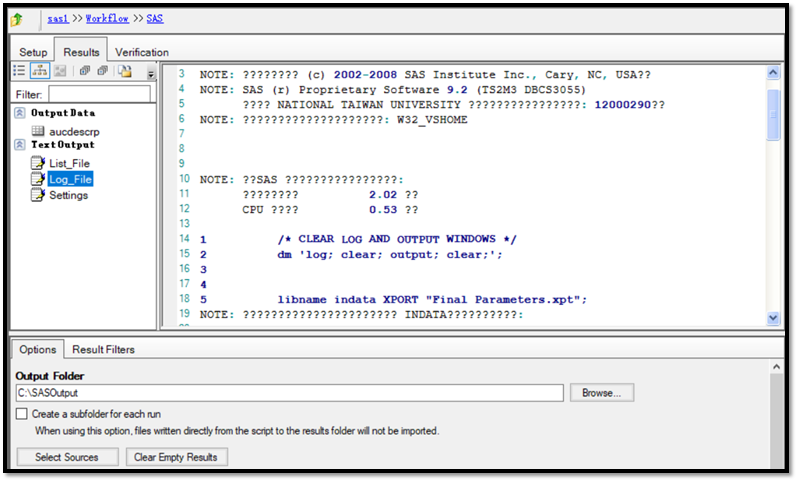 sas1 >> Workflow >> SAS
Setup Results Verification
Filter:
OutputData
aucdescrp
TextOutput
List_File
Log_File
Settings
3 NOTE: ???????? (c) 2002-2008 SAS Institute Inc., Cary, NC, USA??
4 NOTE: SAS (r) Proprietary Software 9.2 (TS2M3 DBCS3055)
5 ???? NATIONAL TAIWAN UNIVERSITY ????????????????: 12000290??
6 NOTE: ????????????????????: W32_VSHOME
7
8
9
10 NOTE: ??SAS ????????????????:
11 ???????? 2.02 ??
12 CPU ???? 0.53 ??
13
14 1 /* CLEAR LOG AND OUTPUT WINDOWS */
15 2 dm 'log; clear; output; clear;';
16 3
17 4
18 5 libname indata XPORT "Final Parameters.xpt";
19 NOTE: ?????????????????????? INDATA??????????:
Options Result Filters
Output Folder
C:\SASOutput Browse...
Create a subfolder for each run
When using this option, files written directly from the script to the results folder will not be imported.
Select Sources Clear Empty Results